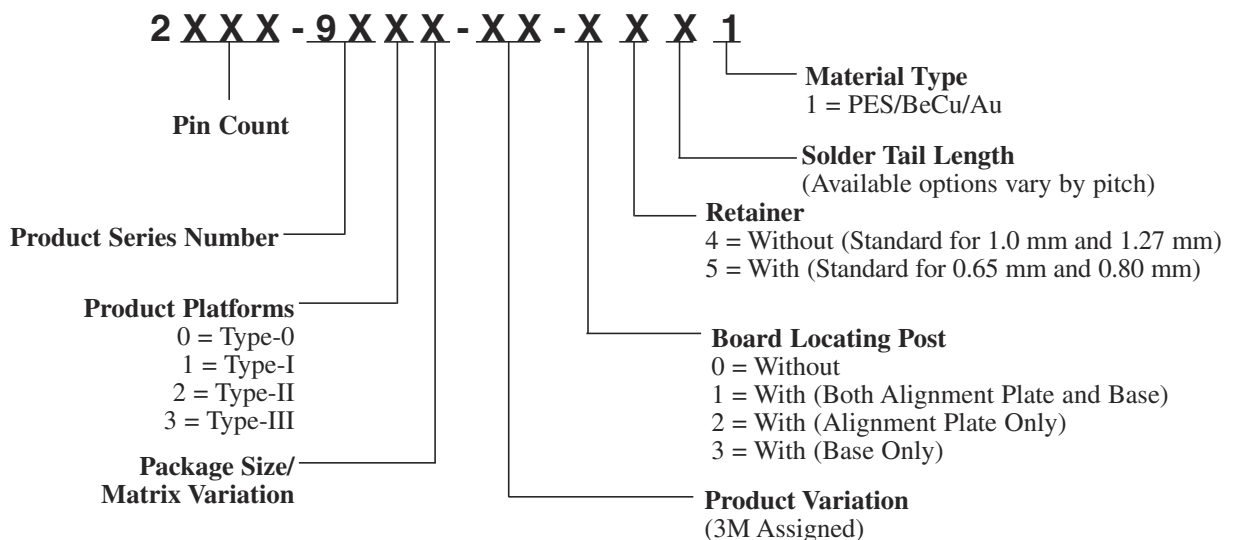 2 X X X - 9 X X X - X X - X X X 1
Material Type
1 = PES/BeCu/Au
Pin Count
Solder Tail Length
(Available options vary by pitch)
Retainer
4 = Without (Standard for 1.0 mm and 1.27 mm)
5 = With (Standard for 0.65 mm and 0.80 mm)
Product Series Number
Product Platforms
0 = Type-0
1 = Type-I
2 = Type-II
3 = Type-III
Board Locating Post
0 = Without
1 = With (Both Alignment Plate and Base)
2 = With (Alignment Plate Only)
3 = With (Base Only)
Package Size/
Matrix Variation
Product Variation
(3M Assigned)